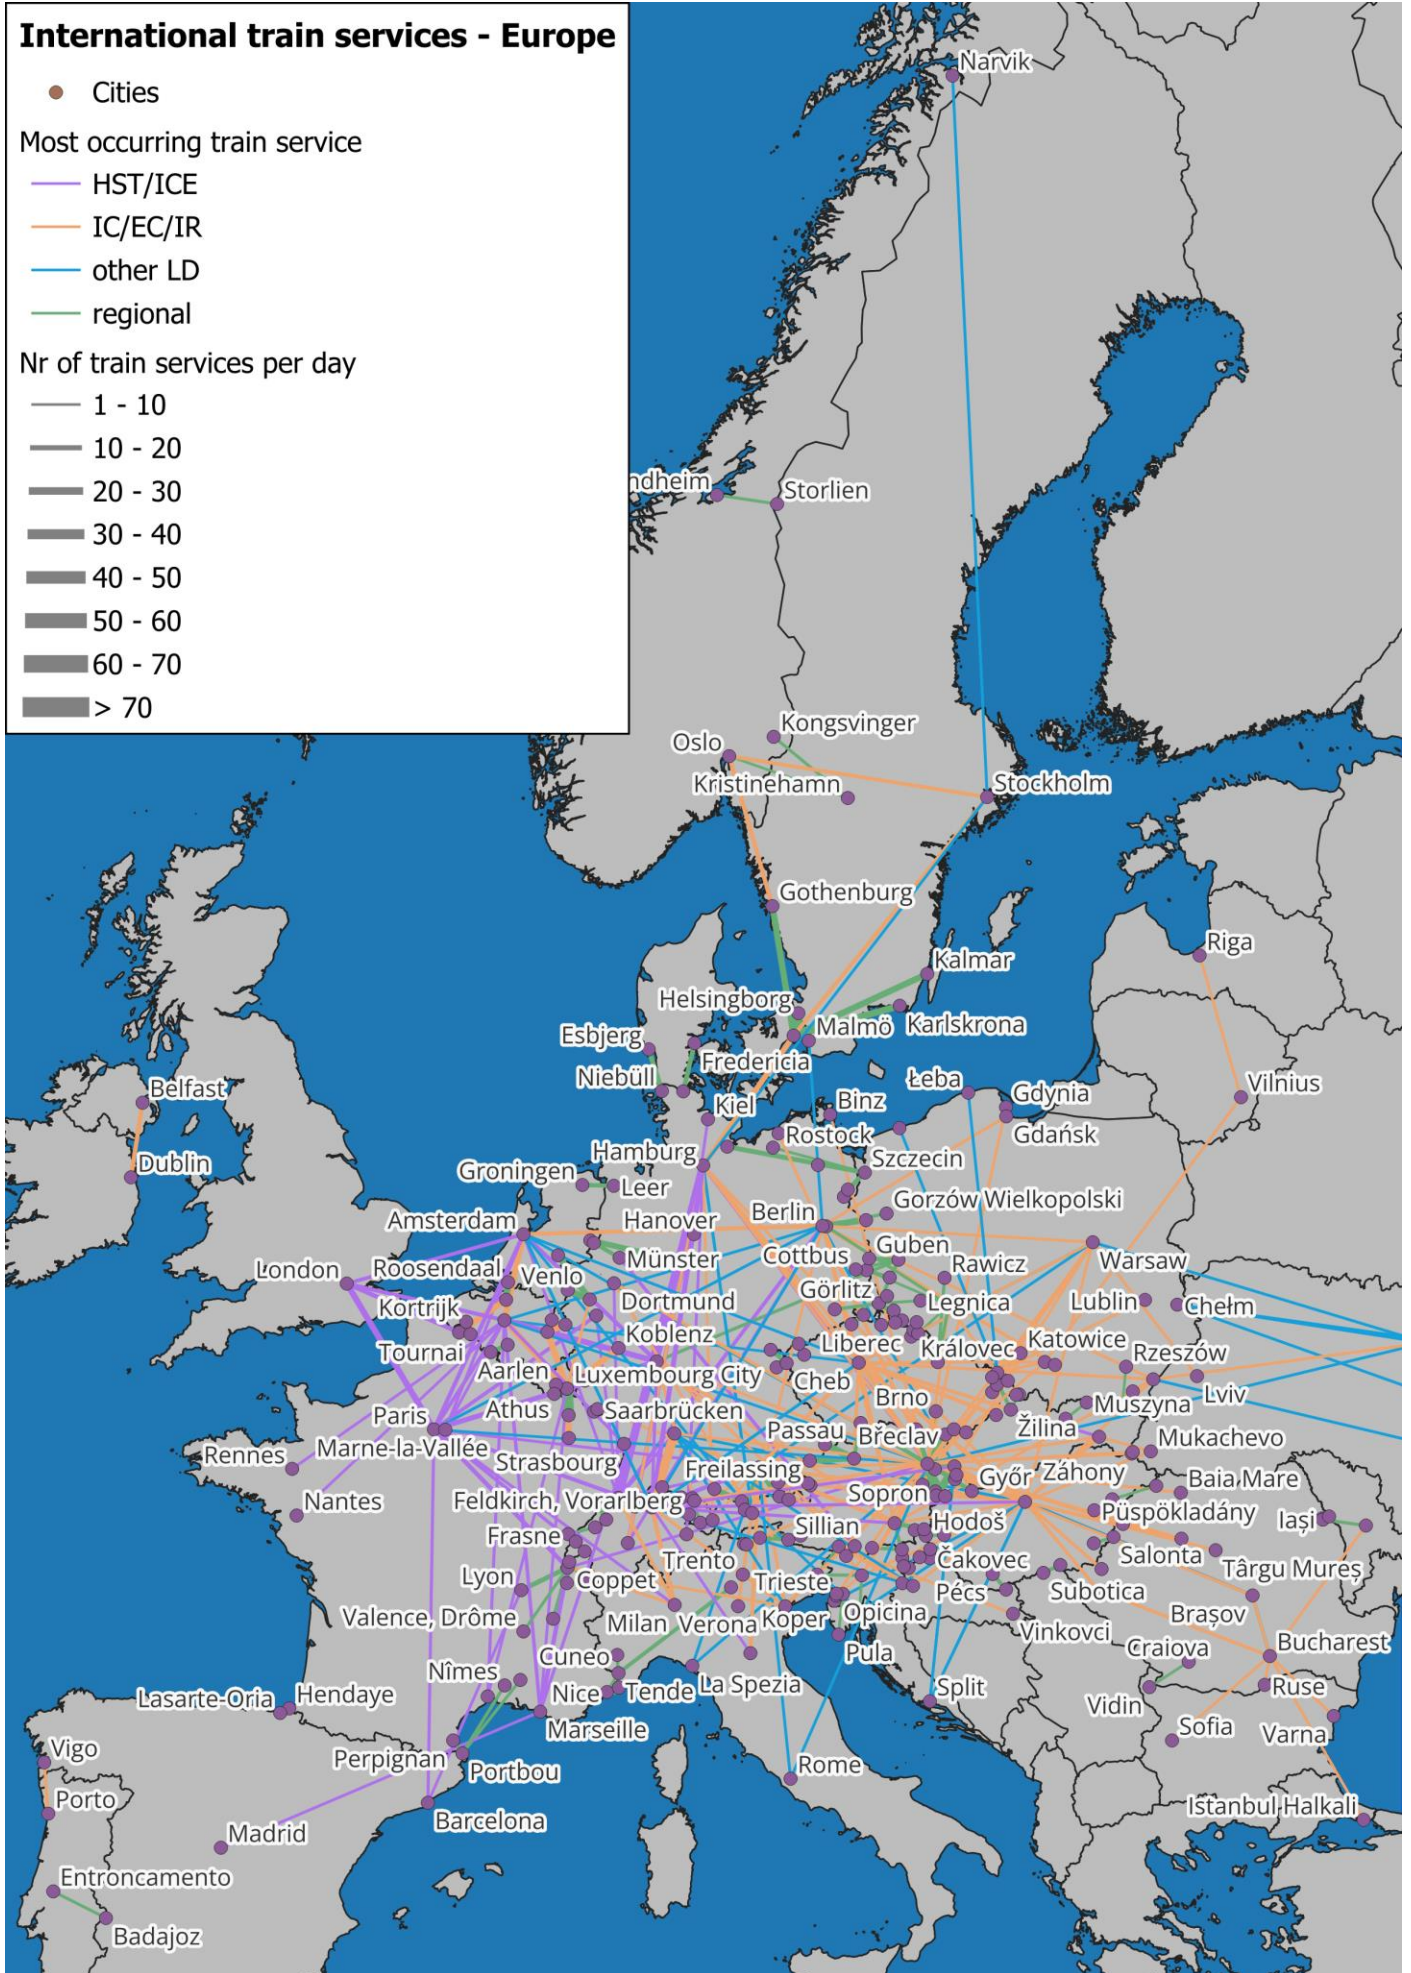 International train services - Europe
Cities
Most occurring train service
HST/ICE
IC/EC/IR
other LD
regional
Nr of train services per day
1 - 10
10 - 20
20 - 30
30 - 40
40 - 50
50 - 60
60 - 70
> 70
Narvik
ndheim
Storlien
Kongsvinger
Oslo
Kristinehamn
Stockholm
Gothenburg
Riga
Kalmar
Helsingborg
Karlskrona
Malmö
Esbjerg
Fredericia
Niebüll
Łeba
Vilnius
Belfast
Gdynia
Binz
Kiel
Gdańsk
Rostock
Hamburg
Dublin
Szczecin
Groningen
Leer
Gorzów Wielkopolski
Berlin
Amsterdam
Hanover
Guben
Cottbus
Münster
Warsaw
Rawicz
London
Roosendaal
Venlo
Görlitz
Dortmund
Legnica
Lublin
Chełm
Kortrijk
Koblenz
Liberec
Královec
Katowice
Tournai
Rzeszów
Aarlen
Luxembourg City
Cheb
Brno
Lviv
Muszyna
Athus
Saarbrücken
Paris
Passau
Břeclav
Žilina
Mukachevo
Marne-la-Vallée
Rennes
Strasbourg
Freilassing
Győr
Záhony
Baia Mare
Sopron
Nantes
Feldkirch, Vorarlberg
Püspökladány
Iași
Frasne
Sillian
Hodoš
Salonta
Trento
Čakovec
Târgu Mureș
Lyon
Coppet
Trieste
Pécs
Subotica
Valence, Drôme
Milan
Verona
Koper
Opicina
Brașov
Vinkovci
Cuneo
Pula
Craiova
Bucharest
Nîmes
La Spezia
Nice
Tende
Split
Ruse
Lasarte-Oria
Hendaye
Vidin
Marseille
Sofia
Varna
Vigo
Perpignan
Portbou
Rome
Porto
Istanbul Halkali
Barcelona
Madrid
Entroncamento
Badajoz